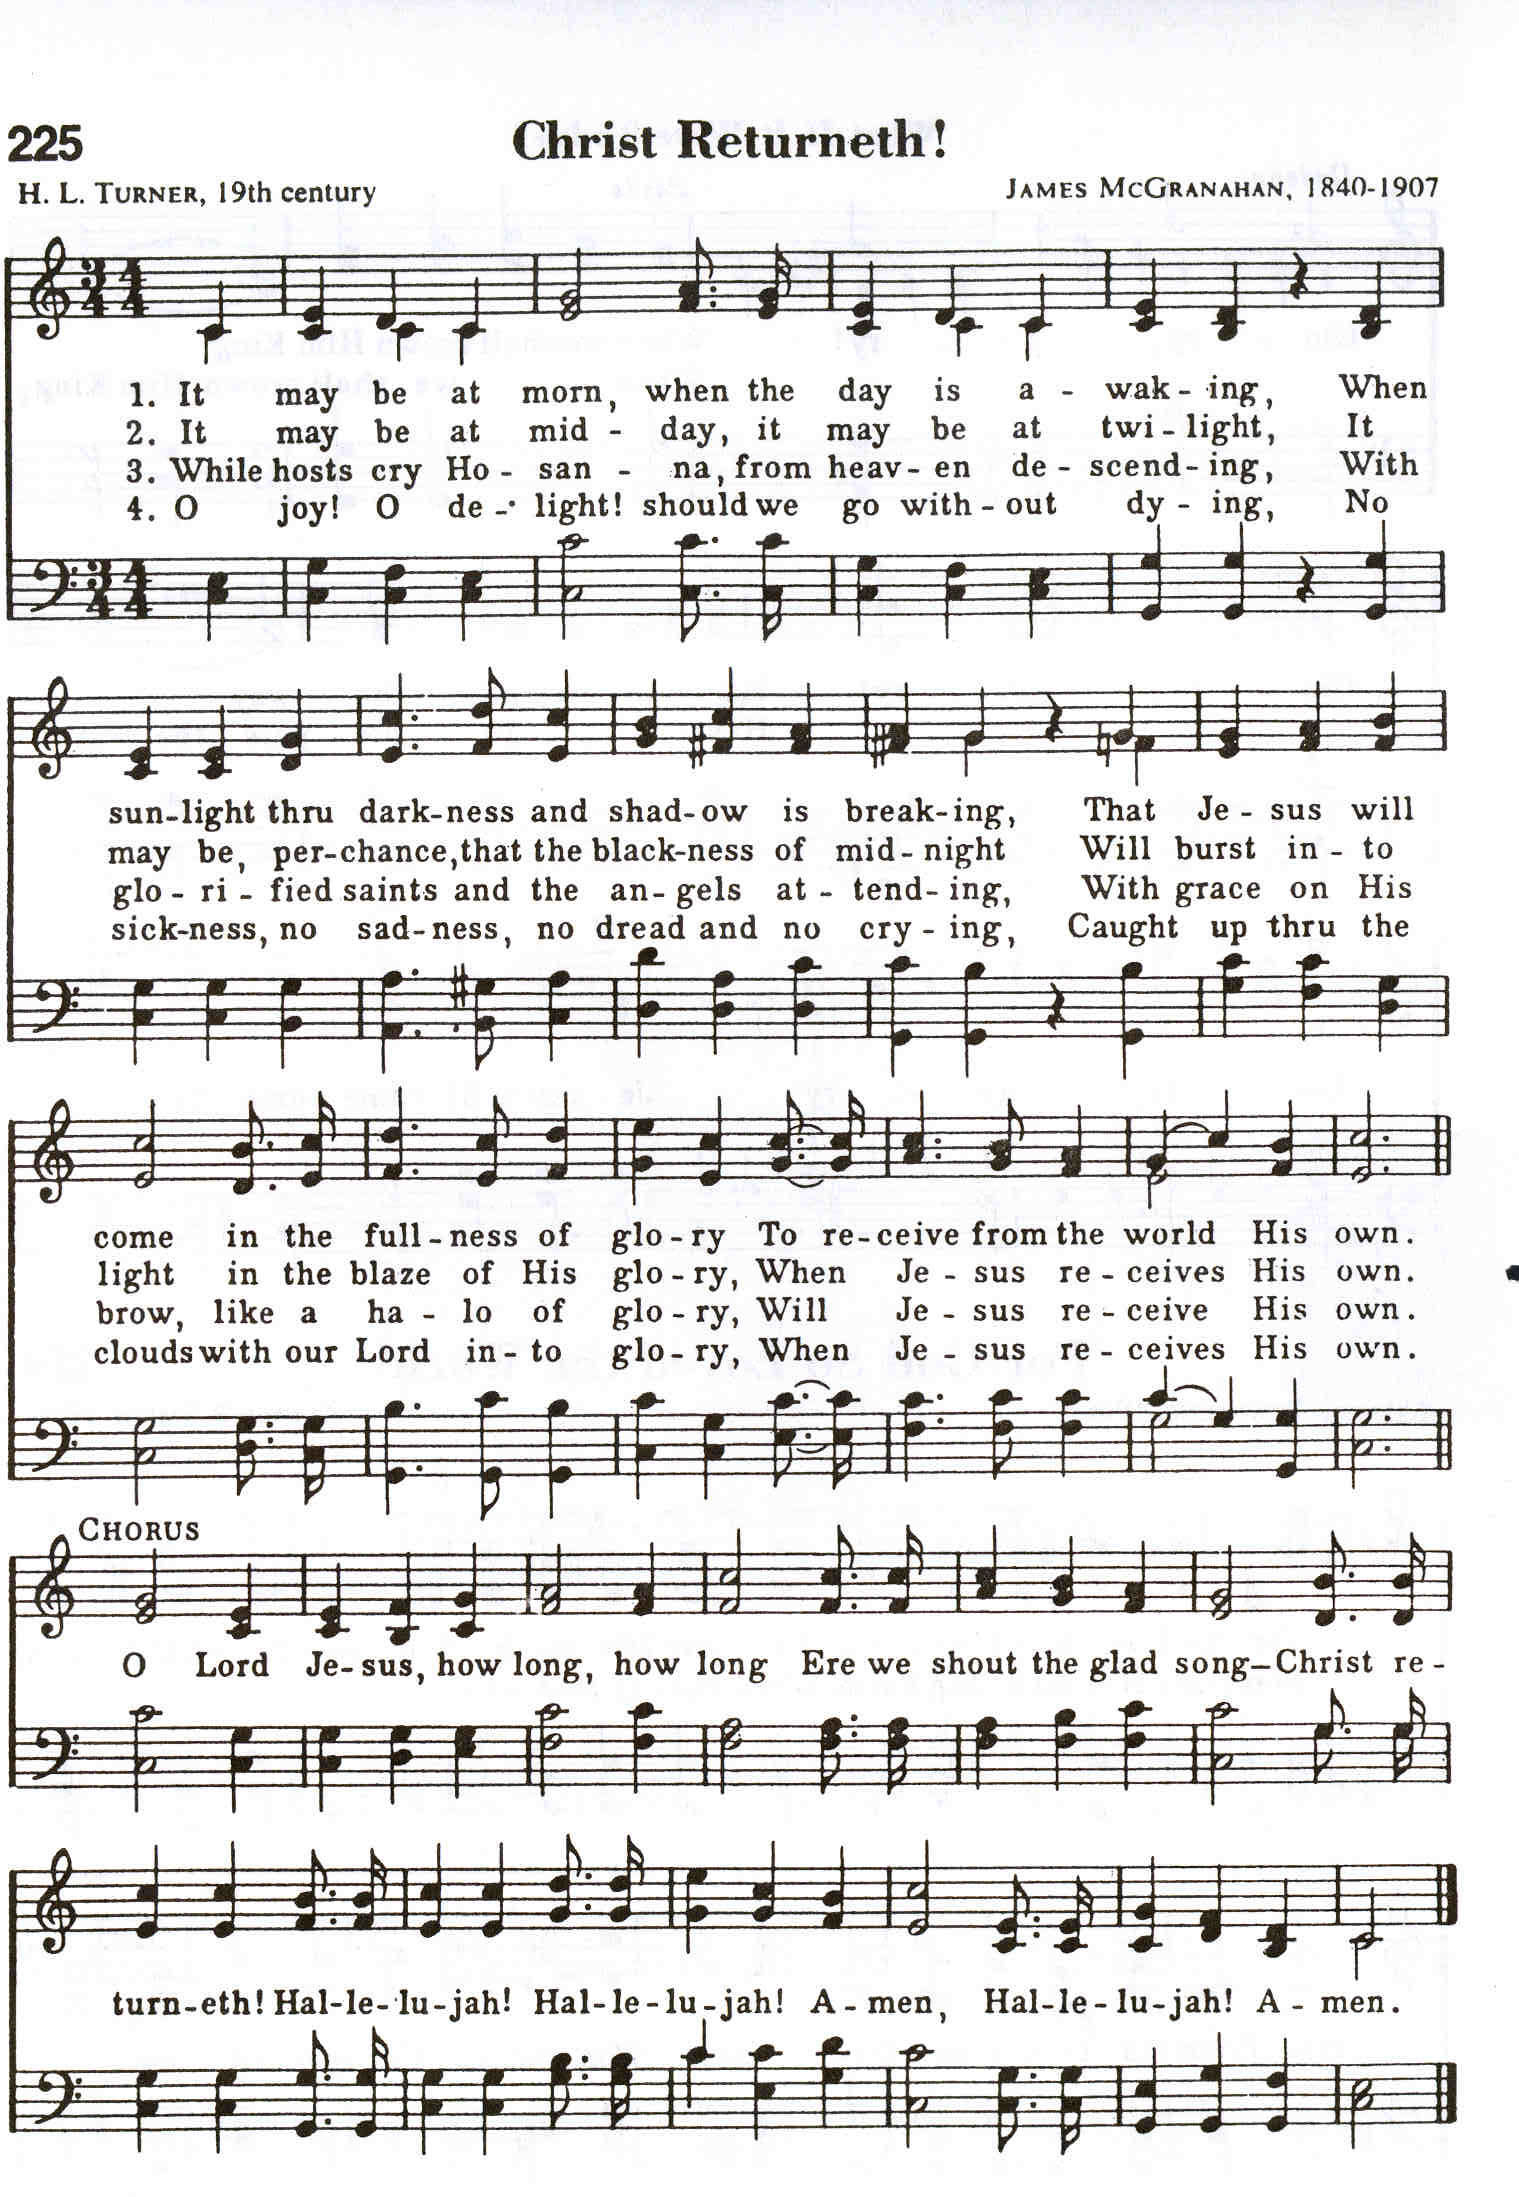 225
Christ Returneth!
H. L. TURNER, 19th century
JAMES MCGRANAHAN, 1840-1907
1. It may be at morn, when the day is a - wak - ing, When
2. It may be at mid - day, it may be at twi - light, It
3. While hosts cry Ho - san - na, from heav - en de - scend - ing, With
4. O joy! O de - light! should we go with - out dy - ing, No
sun-light thru dark-ness and shad-ow is break-ing, That Je - sus will
may be, per-chance, that the black-ness of mid-night Will burst in - to
glo - ri - fied saints and the an - gels at - tend - ing, With grace on His
sick-ness, no sad-ness, no dread and no cry - ing, Caught up thru the
come in the full - ness of glo - ry To re-ceive from the world His own.
light in the blaze of His glo - ry, When Je - sus re - ceives His own.
brow, like a ha - lo of glo - ry, Will Je - sus re - ceive His own.
clouds with our Lord in - to glo - ry, When Je - sus re - ceives His own.
CHORUS
O Lord Je-sus, how long, how long Ere we shout the glad song—Christ re -
turn-eth! Hal-le-lu-jah! Hal-le-lu-jah! A - men, Hal-le-lu-jah! A - men.